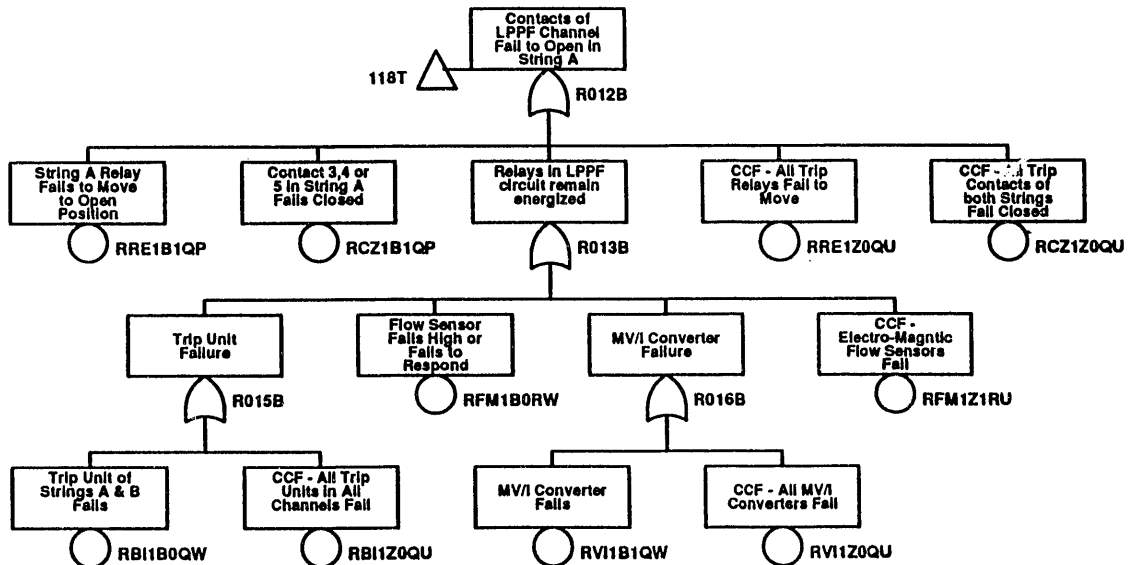 Contacts of
LPPF Channel
Fail to Open in
String A
118T
R012B
String A Relay
Fails to Move
to Open
Position
RRE1B1QP
Contact 3,4 or
5 in String A
Fails Closed
RCZ1B1QP
Relays in LPPF
circuit remain
energized
R013B
CCF - All Trip
Relays Fail to
Move
RRE1Z0QU
CCF - All Trip
Contacts of
both Strings
Fail Closed
RCZ1Z0QU
Trip Unit
Failure
R015B
Flow Sensor
Fails High or
Fails to
Respond
RFM1B0RW
MV/I Converter
Failure
R016B
CCF -
Electro-Magntic
Flow Sensors
Fail
RFM1Z1RU
Trip Unit of
Strings A & B
Fails
RBI1B0QW
CCF - All Trip
Units in All
Channels Fail
RBI1Z0QU
MV/I Converter
Fails
RVI1B1QW
CCF - All MV/I
Converters Fail
RVI1Z0QU